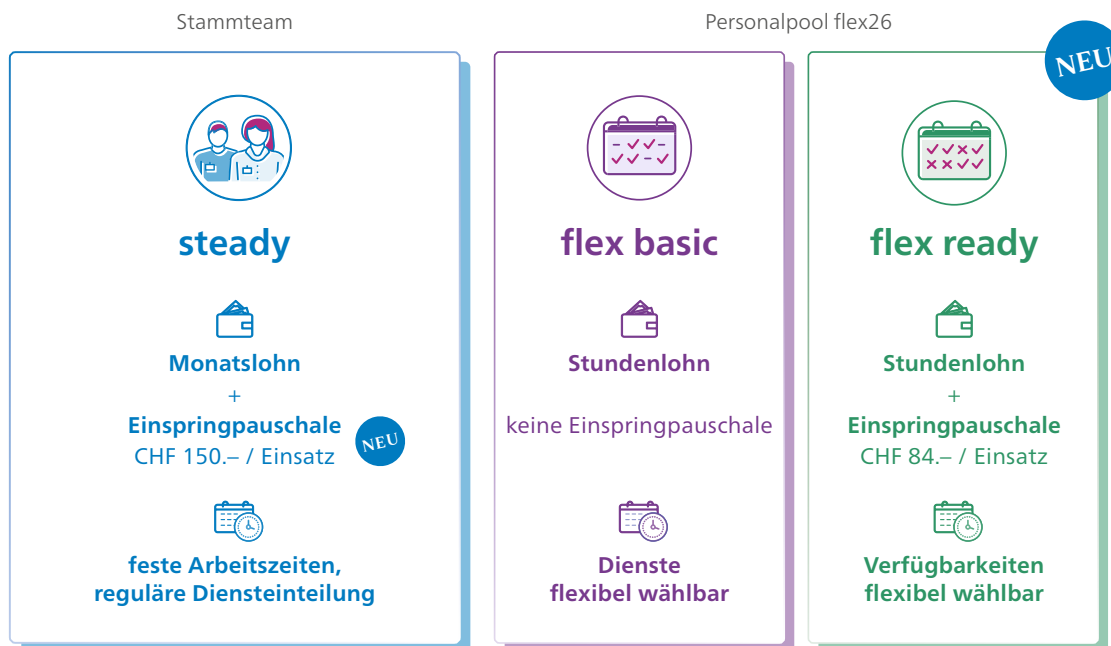 Stammteam
steady
Monatslohn
+
Einspringpauschale
CHF 150.– / Einsatz
NEU
feste Arbeitszeiten,
reguläre Diensteinteilung
Personalpool flex26
flex basic
Stundenlohn
keine Einspringpauschale
Dienste
flexibel wählbar
NEU
flex ready
Stundenlohn
+
Einspringpauschale
CHF 84.– / Einsatz
Verfügbarkeiten
flexibel wählbar